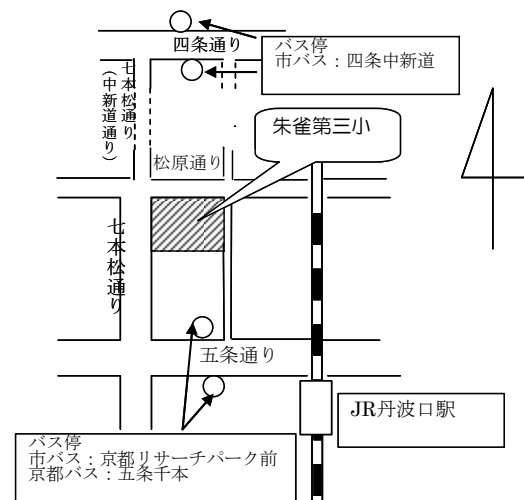 四条通り
バス停
市バス：四条中新道
七本松通り
（中新道通り）
朱雀第三小
松原通り
七本松通り
五条通り
JR丹波口駅
バス停
市バス：京都リサーチパーク前
京都バス：五条千本